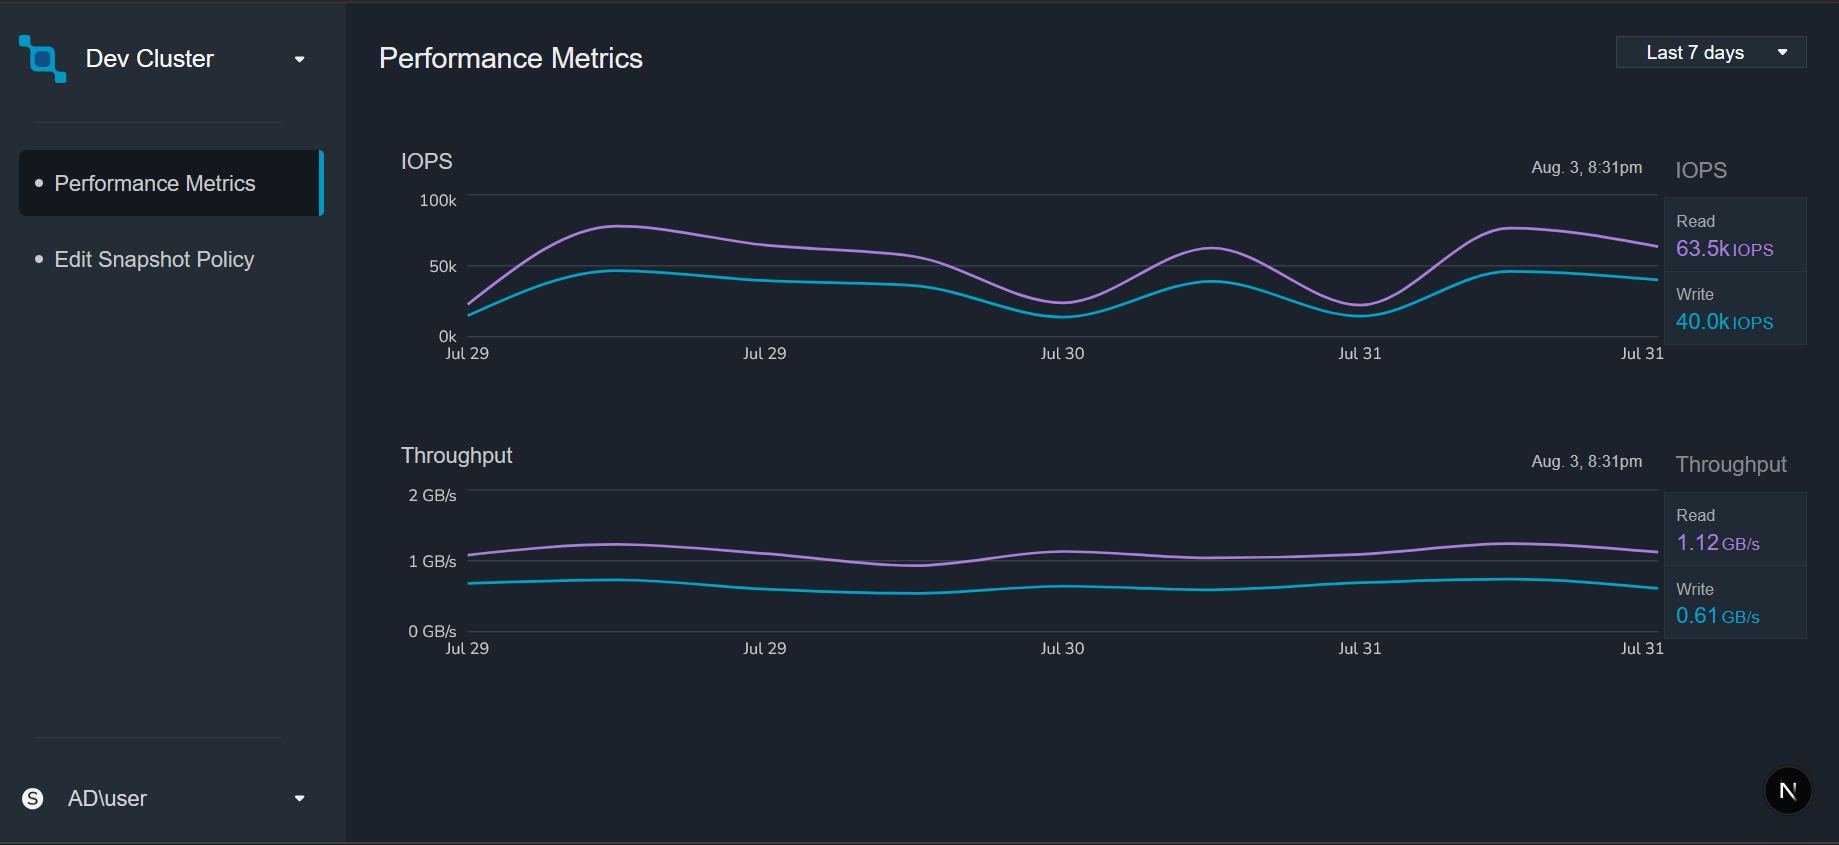 Dev Cluster
Performance Metrics
Edit Snapshot Policy
AD\user
S
Performance Metrics
Last 7 days
IOPS
Aug. 3, 8:31pm
100k
50k
0k
Jul 29 Jul 29 Jul 30 Jul 31 Jul 31
IOPS
Read
63.5k IOPS
Write
40.0k IOPS
Throughput
Aug. 3, 8:31pm
2 GB/s
1 GB/s
0 GB/s
Jul 29 Jul 29 Jul 30 Jul 31 Jul 31
Throughput
Read
1.12 GB/s
Write
0.61 GB/s
N